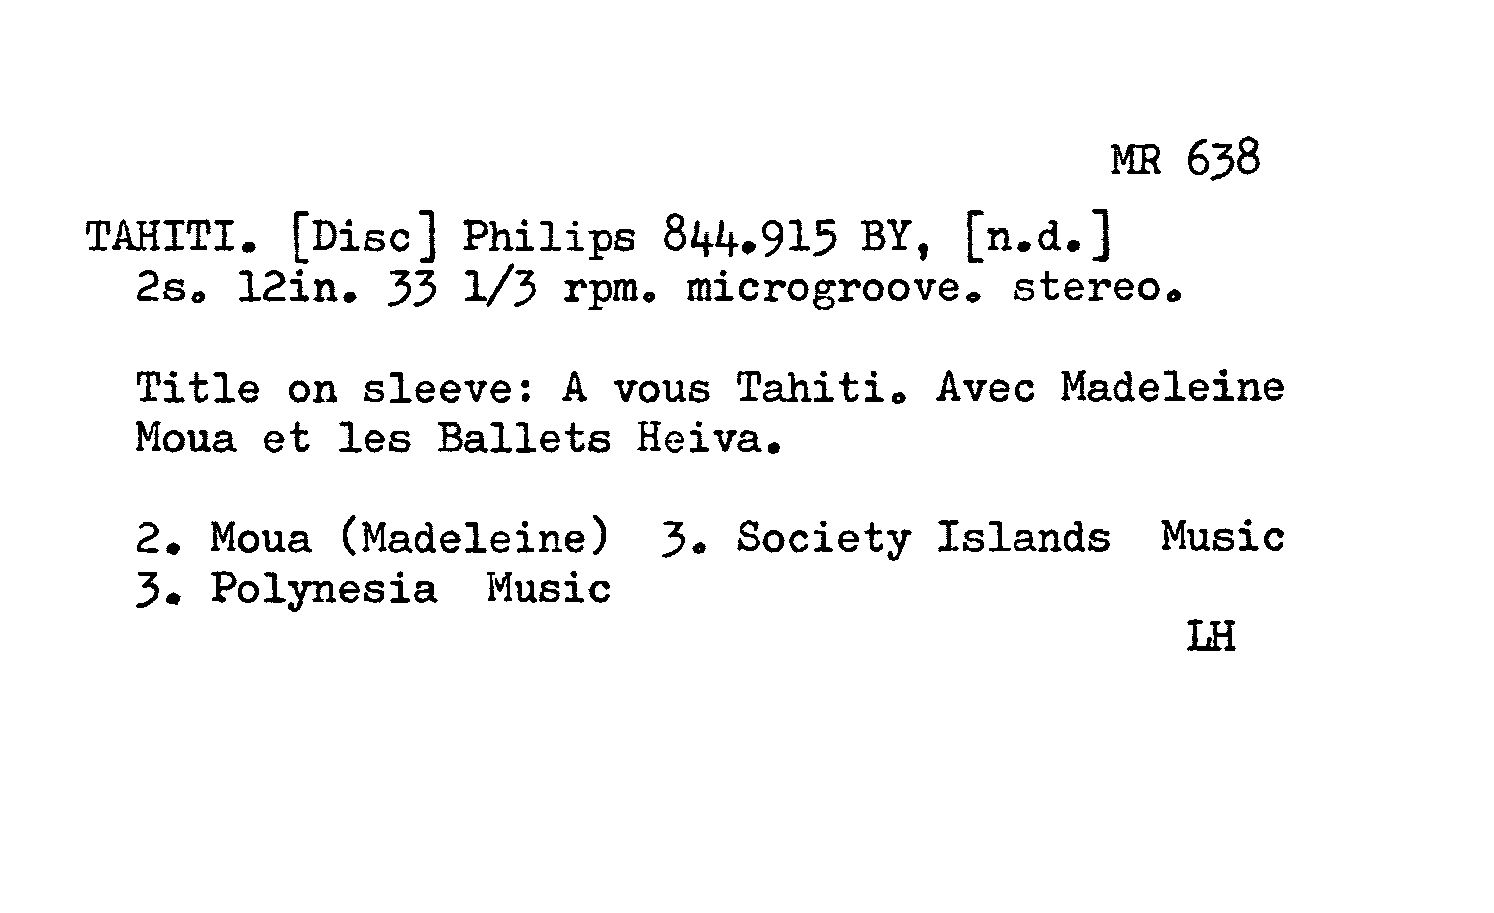 MR 638
TAHITI. [Disc] Philips 844.915 BY, [n.d.]
2s. 12in. 33 1/3 rpm. microgroove. stereo.
Title on sleeve: A vous Tahiti. Avec Madeleine
Moua et les Ballets Heiva.
2. Moua (Madeleine) 3. Society Islands Music
3. Polynesia Music
LH